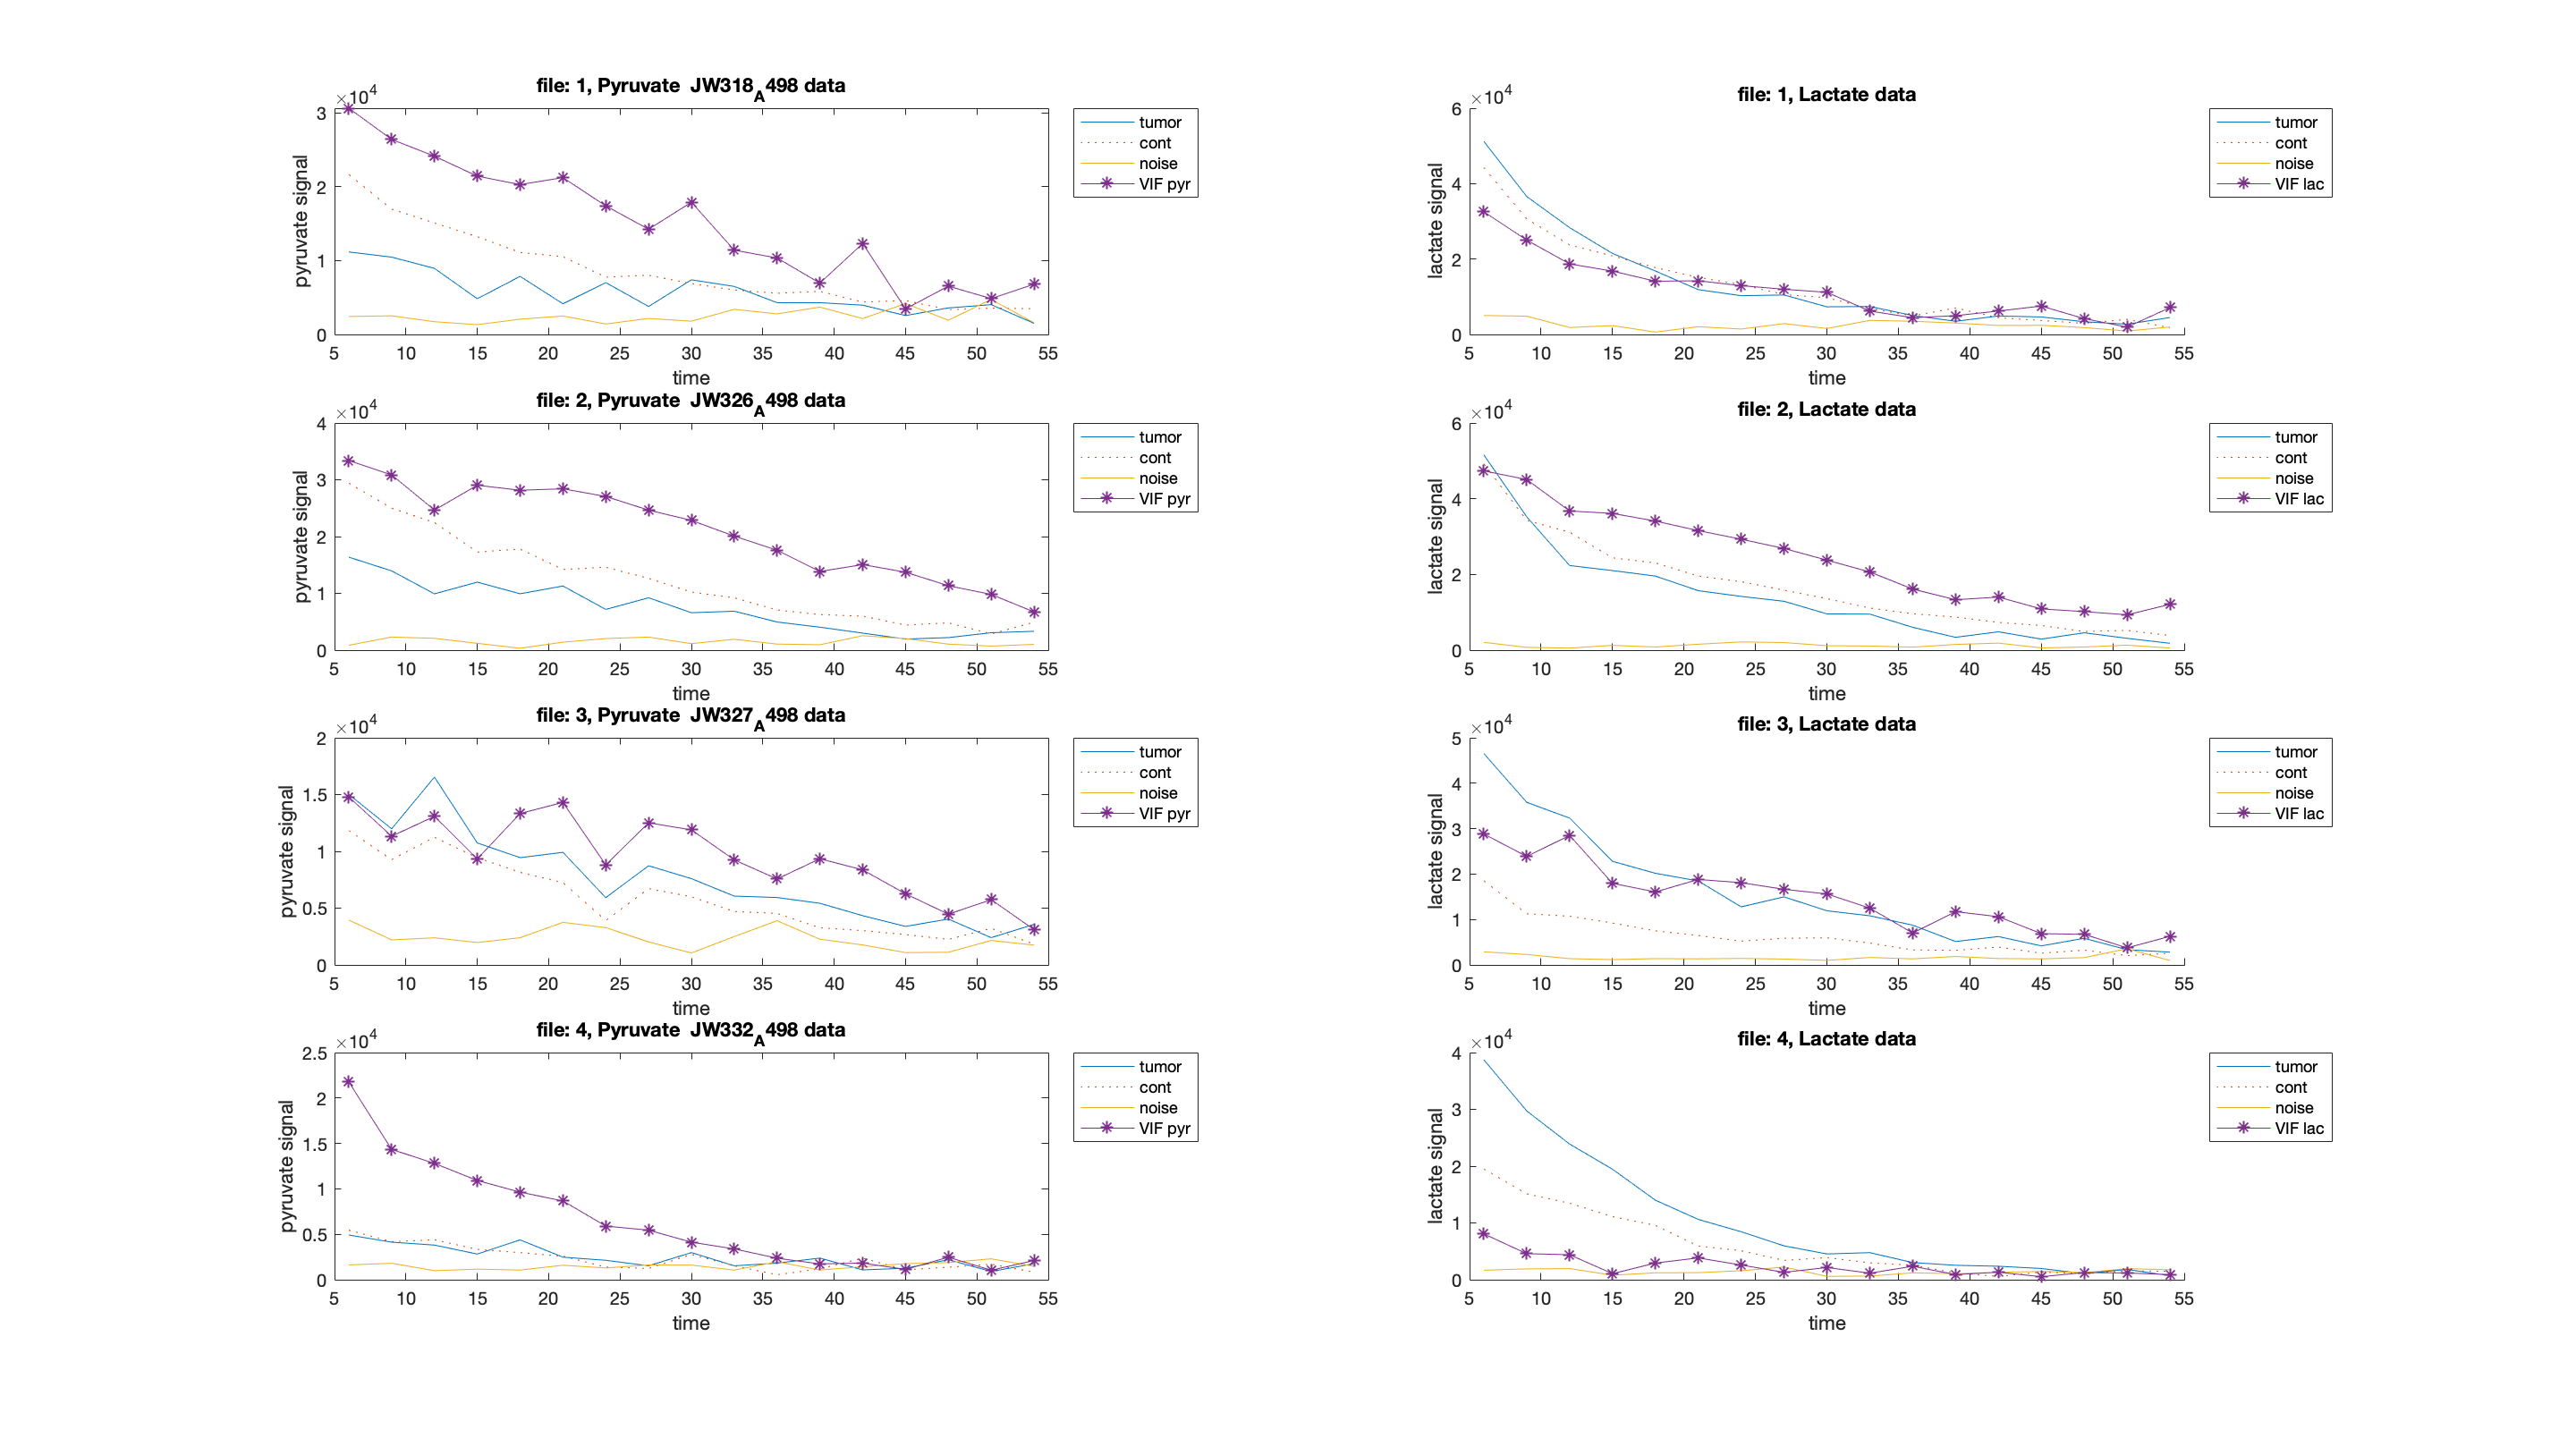 file: 1, Pyruvate JW318A498 data
×10^4
3
2
1
0
pyruvate signal
5 10 15 20 25 30 35 40 45 50 55
time
tumor
cont
noise
VIF pyr
file: 1, Lactate data
×10^4
6
4
2
0
lactate signal
5 10 15 20 25 30 35 40 45 50 55
time
tumor
cont
noise
VIF lac
file: 2, Pyruvate JW326A498 data
×10^4
4
3
2
1
0
pyruvate signal
5 10 15 20 25 30 35 40 45 50 55
time
tumor
cont
noise
VIF pyr
file: 2, Lactate data
×10^4
6
4
2
0
lactate signal
5 10 15 20 25 30 35 40 45 50 55
time
tumor
cont
noise
VIF lac
file: 3, Pyruvate JW327A498 data
×10^4
2
1.5
1
0.5
0
pyruvate signal
5 10 15 20 25 30 35 40 45 50 55
time
tumor
cont
noise
VIF pyr
file: 3, Lactate data
×10^4
5
4
3
2
1
0
lactate signal
5 10 15 20 25 30 35 40 45 50 55
time
tumor
cont
noise
VIF lac
file: 4, Pyruvate JW332A498 data
×10^4
2.5
2
1.5
1
0.5
0
pyruvate signal
5 10 15 20 25 30 35 40 45 50 55
time
tumor
cont
noise
VIF pyr
file: 4, Lactate data
×10^4
4
3
2
1
0
lactate signal
5 10 15 20 25 30 35 40 45 50 55
time
tumor
cont
noise
VIF lac